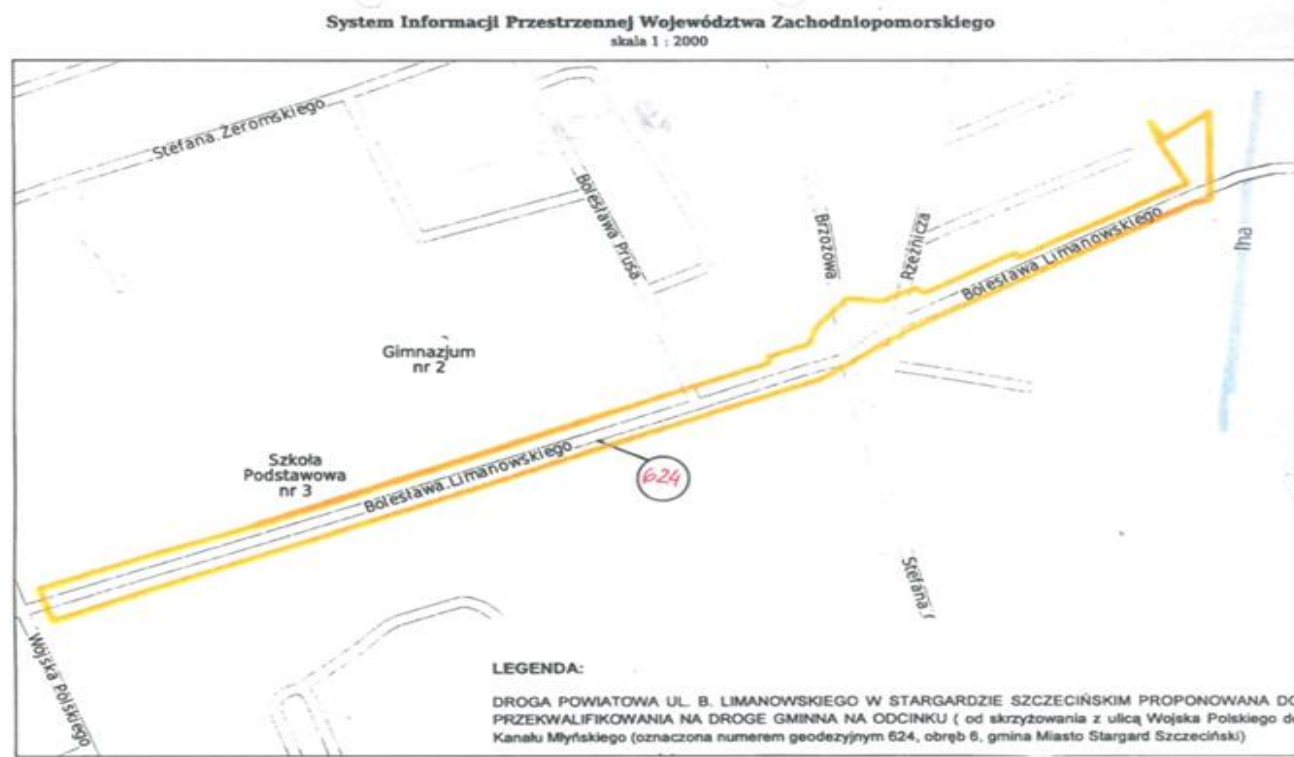 System Informacji Przestrzennej Województwa Zachodniopomorskiego
skala 1 : 2000
Stefana Żeromskiego
Bolesława Prusa
Brzozowa
Rzeźnicza
Bolesława Limanowskiego
Ina
Gimnazjum
nr 2
Szkoła
Podstawowa
nr 3
Bolesława Limanowskiego
624
Stefana
Wojska Polskiego
LEGENDA:
DROGA POWIATOWA UL. B. LIMANOWSKIEGO W STARGARDZIE SZCZECIŃSKIM PROPONOWANA DO
PRZEKWALIFIKOWANIA NA DROGE GMINNA NA ODCINKU ( od skrzyżowania z ulicą Wojska Polskiego do
Kanału Młyńskiego (oznaczona numerem geodezyjnym 624, obręb 6, gmina Miasto Stargard Szczeciński)